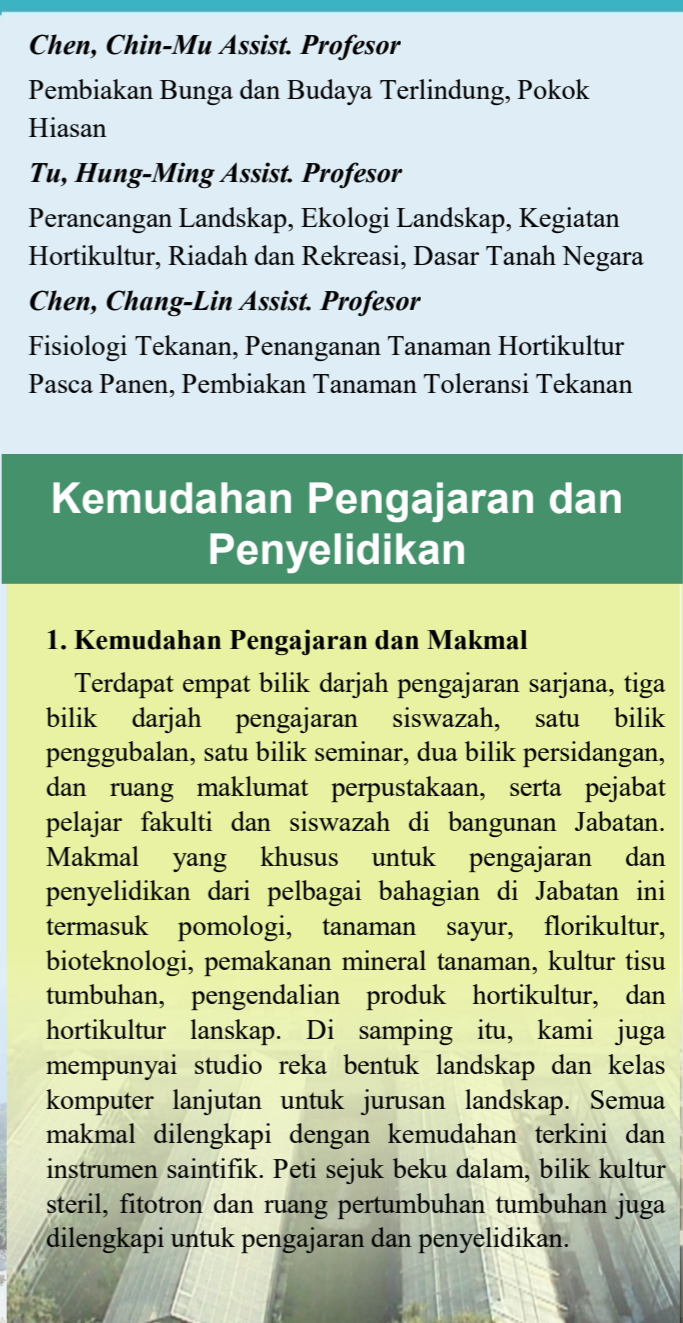 Chen, Chin-Mu Assist. Profesor
Pembiakan Bunga dan Budaya Terlindung, Pokok
Hiasan
Tu, Hung-Ming Assist. Profesor
Perancangan Landskap, Ekologi Landskap, Kegiatan
Hortikultur, Riadah dan Rekreasi, Dasar Tanah Negara
Chen, Chang-Lin Assist. Profesor
Fisiologi Tekanan, Penanganan Tanaman Hortikultur
Pasca Panen, Pembiakan Tanaman Toleransi Tekanan
Kemudahan Pengajaran dan
Penyelidikan
1. Kemudahan Pengajaran dan Makmal
Terdapat empat bilik darjah pengajaran sarjana, tiga
bilik darjah pengajaran siswazah, satu bilik
penggubalan, satu bilik seminar, dua bilik persidangan,
dan ruang maklumat perpustakaan, serta pejabat
pelajar fakulti dan siswazah di bangunan Jabatan.
Makmal yang khusus untuk pengajaran dan
penyelidikan dari pelbagai bahagian di Jabatan ini
termasuk pomologi, tanaman sayur, florikultur,
bioteknologi, pemakanan mineral tanaman, kultur tisu
tumbuhan, pengendalian produk hortikultur, dan
hortikultur lanskap. Di samping itu, kami juga
mempunyai studio reka bentuk landskap dan kelas
komputer lanjutan untuk jurusan landskap. Semua
makmal dilengkapi dengan kemudahan terkini dan
instrumen saintifik. Peti sejuk beku dalam, bilik kultur
steril, fitotron dan ruang pertumbuhan tumbuhan juga
dilengkapi untuk pengajaran dan penyelidikan.